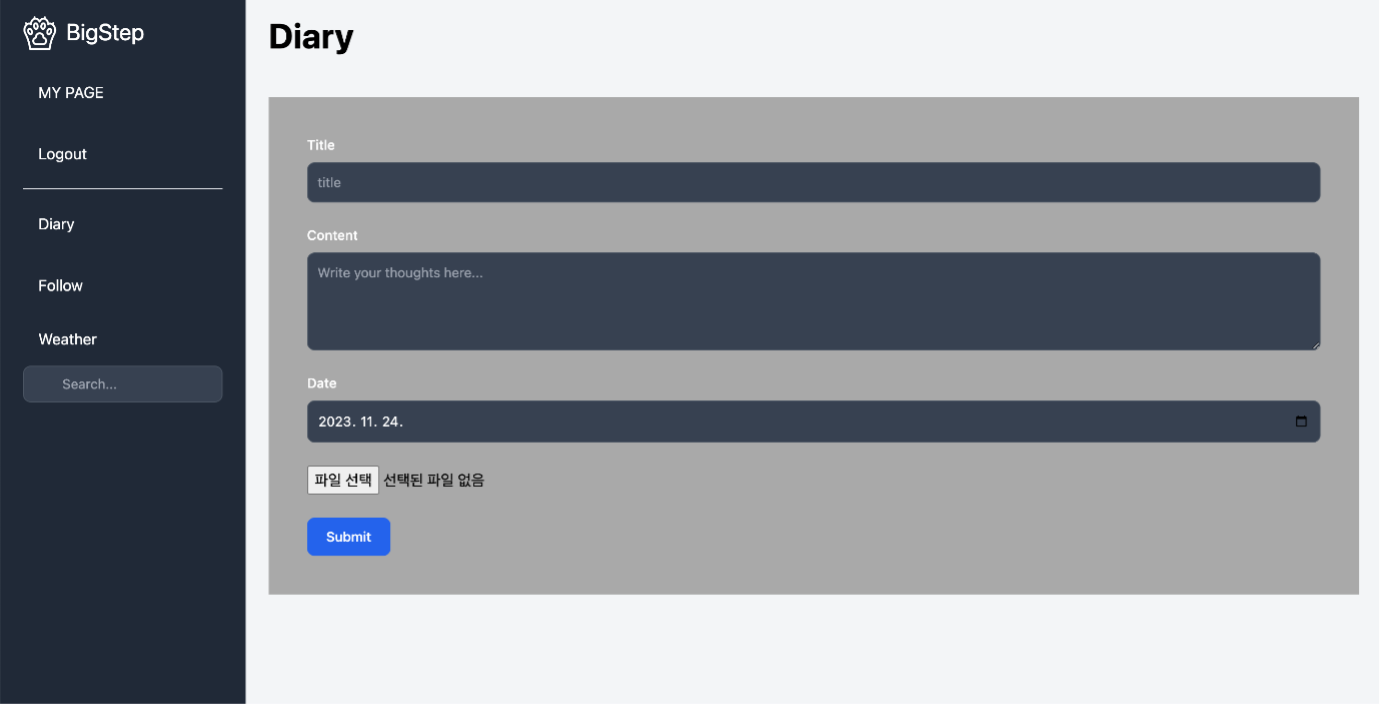 BigStep
MY PAGE
Logout
Diary
Follow
Weather
Search...
Diary
Title
title
Content
Write your thoughts here...
Date
2023. 11. 24.
파일 선택 선택된 파일 없음
Submit